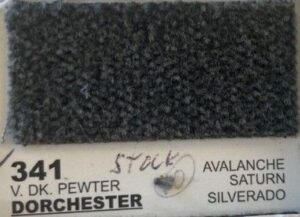 341
V. DK. PEWTER
DORCHESTER
STOCK
AVALANCHE
SATURN
SILVERADO